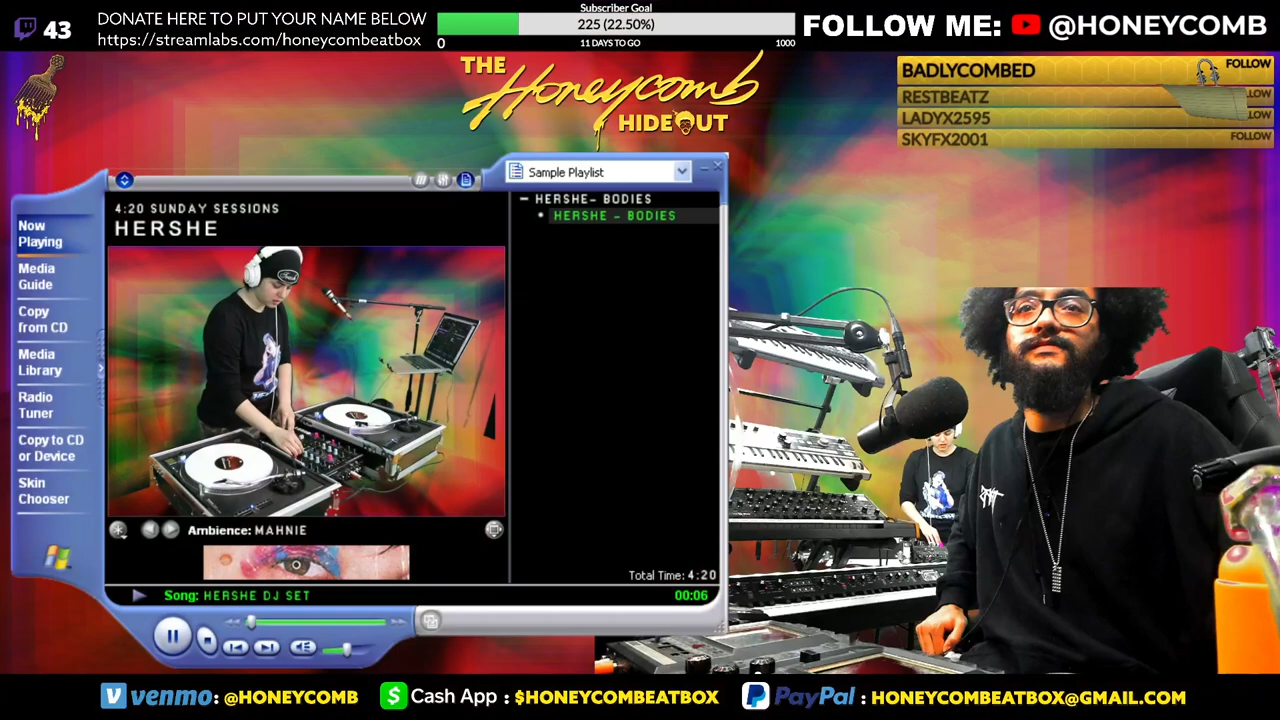 43
DONATE HERE TO PUT YOUR NAME BELOW
https://streamlabs.com/honeycombeatbox
Subscriber Goal
225 (22.50%)
0
11 DAYS TO GO
1000
FOLLOW ME: @HONEYCOMB
THE
Honeycomb
HIDEOUT
BADLYCOMBED FOLLOW
RESTBEATZ
LADYX2595
SKYFX2001 FOLLOW
Sample Playlist
HERSHE- BODIES
HERSHE - BODIES
4:20 SUNDAY SESSIONS
HERSHE
Now
Playing
Media
Guide
Copy
from CD
Media
Library
Radio
Tuner
Copy to CD
or Device
Skin
Chooser
Ambience: MAHNIE
Total Time: 4:20
Song: HERSHE DJ SET
00:06
venmo: @HONEYCOMB
Cash App : $HONEYCOMBEATBOX
PayPal : HONEYCOMBEATBOX@GMAIL.COM